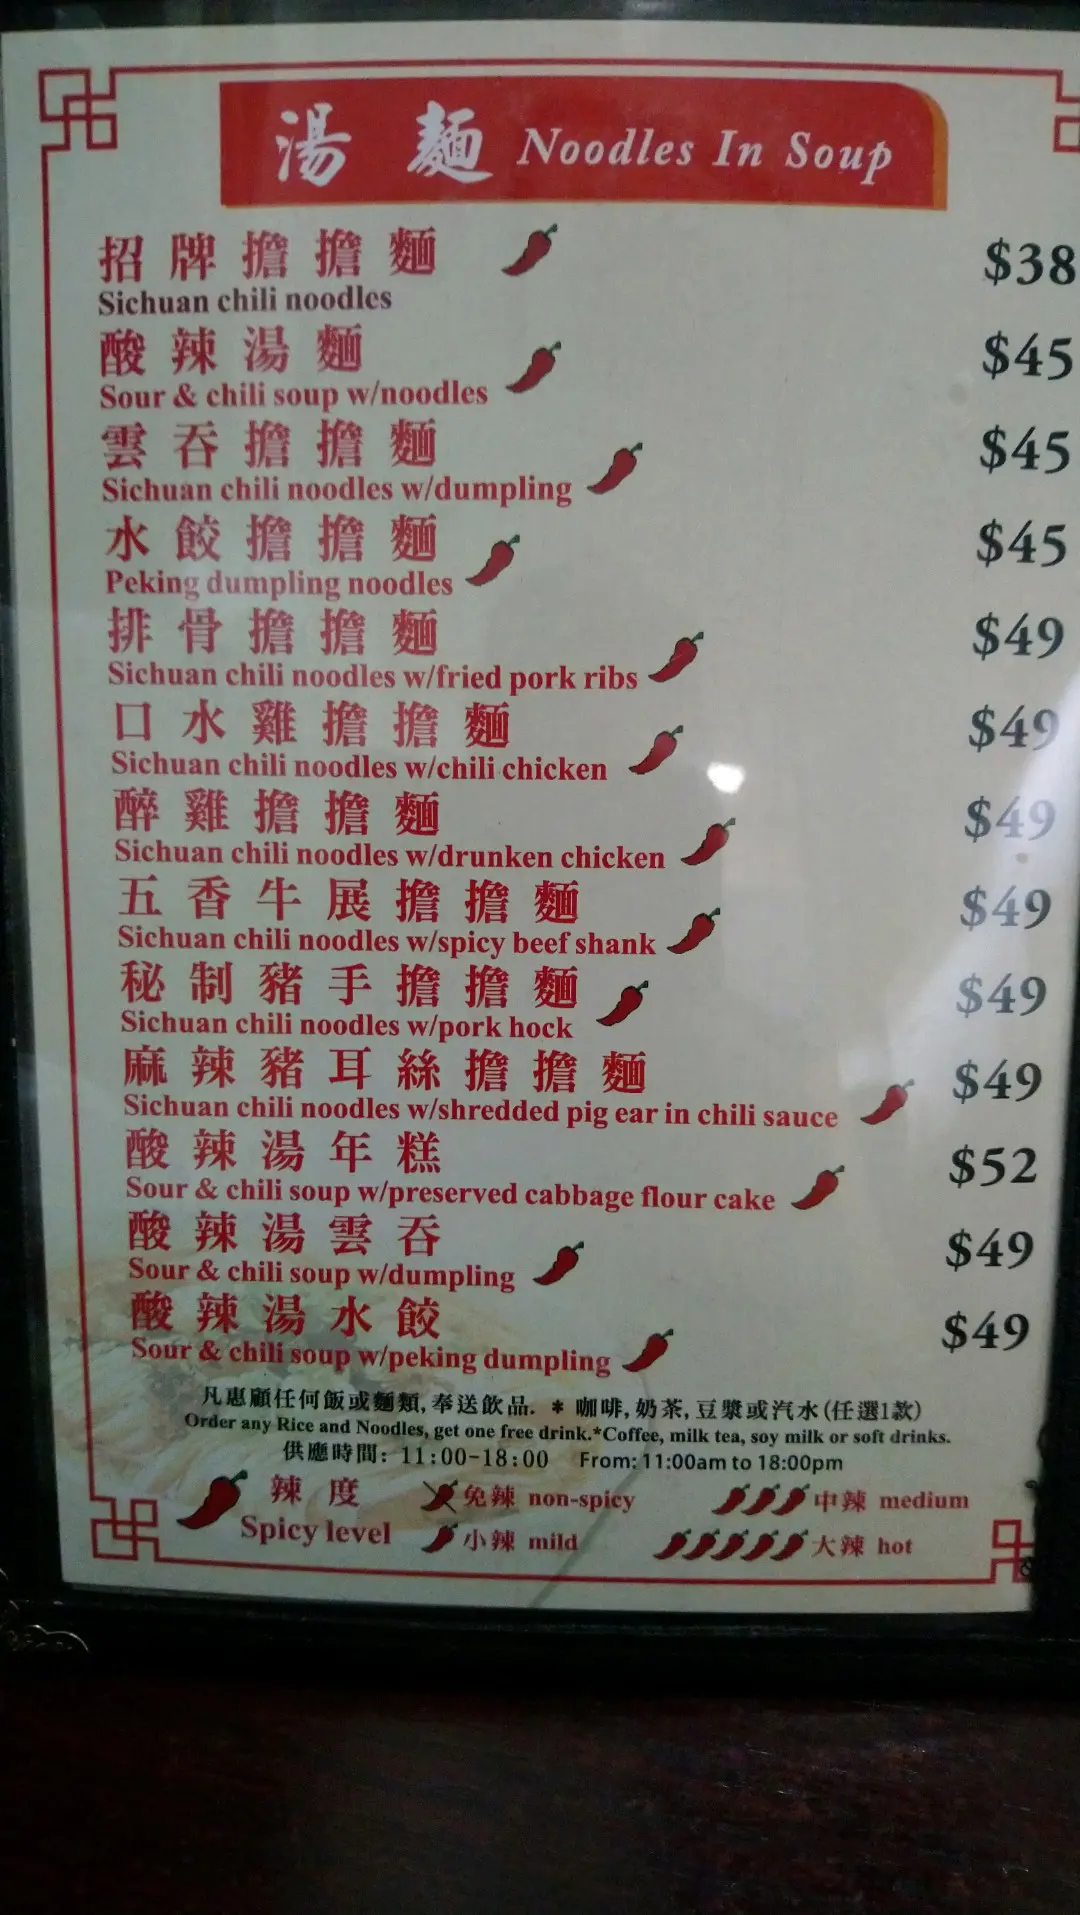 湯 麵 Noodles In Soup
招牌擔擔麵 $38
Sichuan chili noodles
酸辣湯麵 $45
Sour & chili soup w/noodles
雲吞擔擔麵 $45
Sichuan chili noodles w/dumpling
水餃擔擔麵 $45
Peking dumpling noodles
排骨擔擔麵 $49
Sichuan chili noodles w/fried pork ribs
口水雞擔擔麵 $49
Sichuan chili noodles w/chili chicken
醉雞擔擔麵 $49
Sichuan chili noodles w/drunken chicken
五香牛展擔擔麵 $49
Sichuan chili noodles w/spicy beef shank
秘制豬手擔擔麵 $49
Sichuan chili noodles w/pork hock
麻辣豬耳絲擔擔麵 $49
Sichuan chili noodles w/shredded pig ear in chili sauce
酸辣湯年糕 $52
Sour & chili soup w/preserved cabbage flour cake
酸辣湯雲吞 $49
Sour & chili soup w/dumpling
酸辣湯水餃 $49
Sour & chili soup w/peking dumpling
凡惠顧任何飯或麵類,奉送飲品. * 咖啡,奶茶,豆漿或汽水(任選1款)
Order any Rice and Noodles, get one free drink.*Coffee, milk tea, soy milk or soft drinks.
供應時間: 11:00-18:00 From: 11:00am to 18:00pm
辣度 免辣 non-spicy 中辣 medium
Spicy level 小辣 mild 大辣 hot